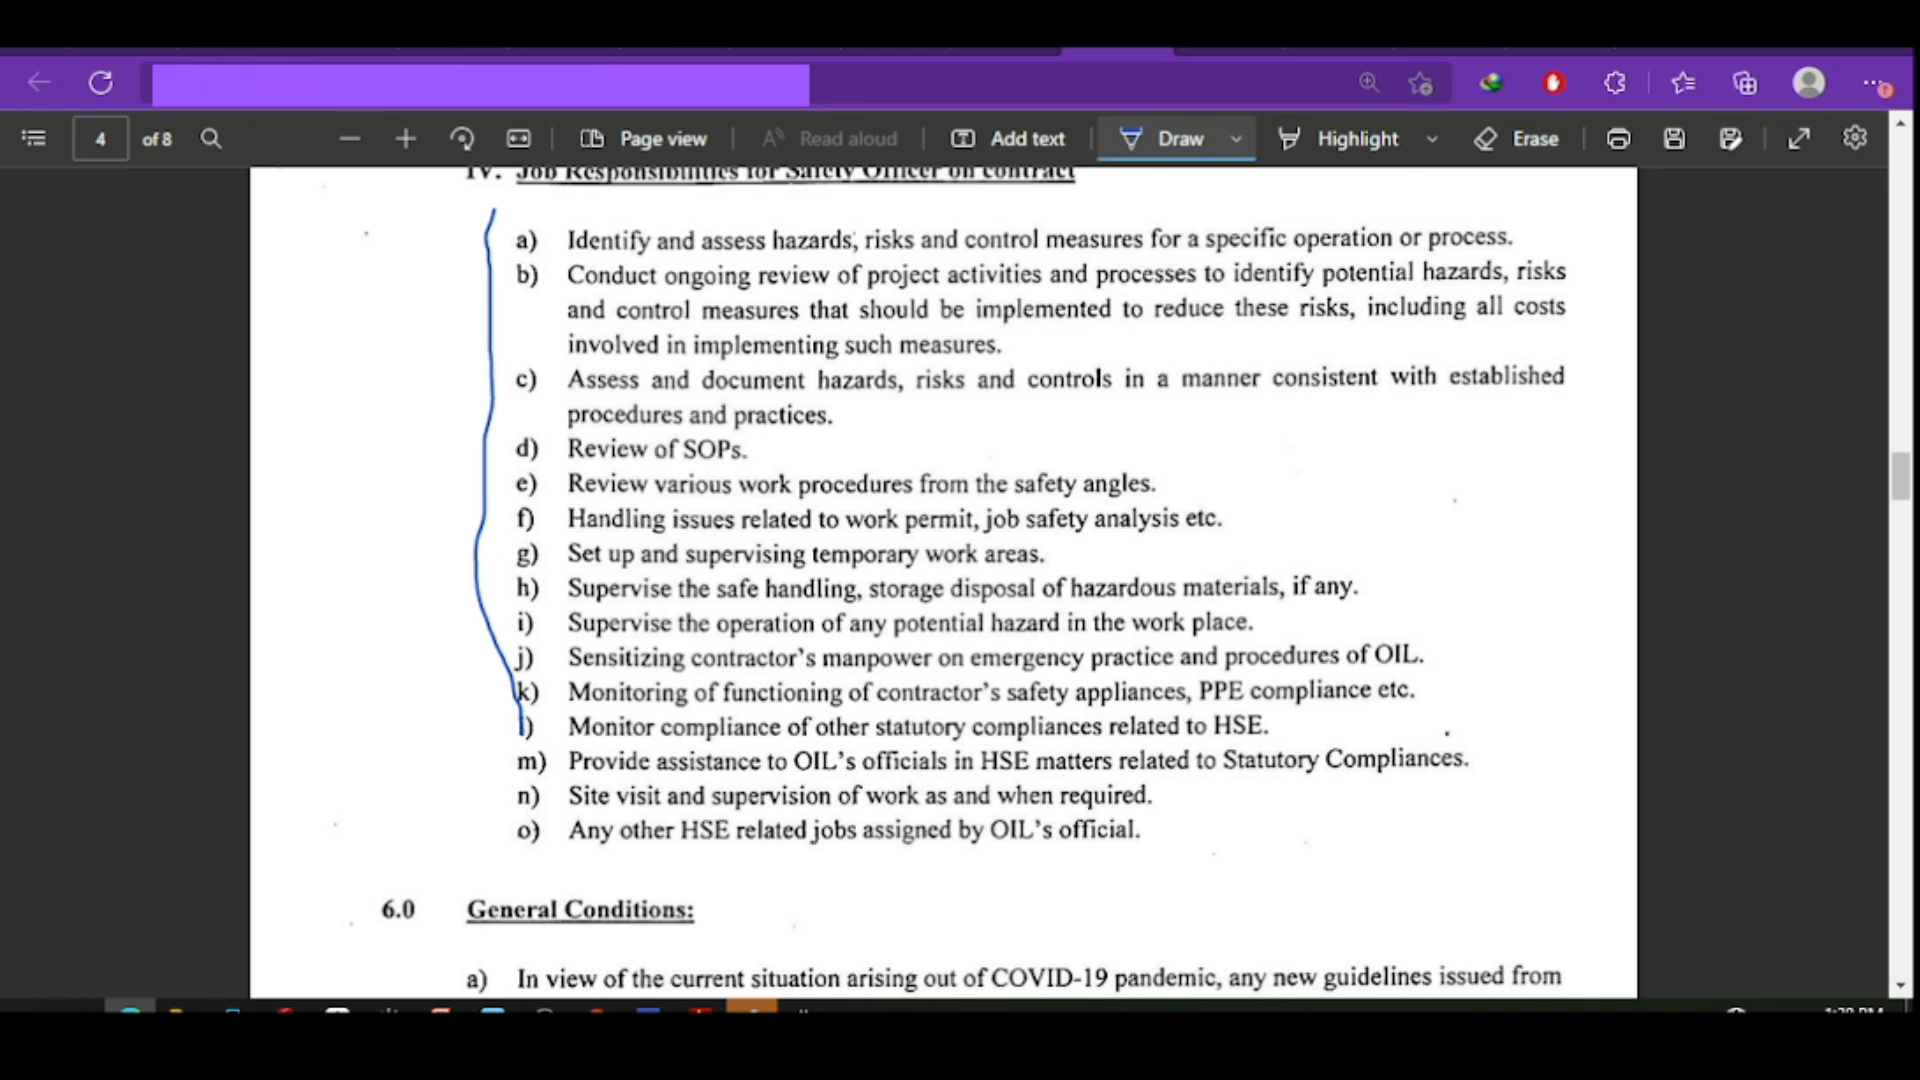 4 of 8
Page view
Read aloud
Add text
Draw
Highlight
Erase
IV. Job Responsibilities for Safety Officer on contract
a) Identify and assess hazards, risks and control measures for a specific operation or process.
b) Conduct ongoing review of project activities and processes to identify potential hazards, risks
and control measures that should be implemented to reduce these risks, including all costs
involved in implementing such measures.
c) Assess and document hazards, risks and controls in a manner consistent with established
procedures and practices.
d) Review of SOPs.
e) Review various work procedures from the safety angles.
f) Handling issues related to work permit, job safety analysis etc.
g) Set up and supervising temporary work areas.
h) Supervise the safe handling, storage disposal of hazardous materials, if any.
i) Supervise the operation of any potential hazard in the work place.
j) Sensitizing contractor's manpower on emergency practice and procedures of OIL.
k) Monitoring of functioning of contractor's safety appliances, PPE compliance etc.
l) Monitor compliance of other statutory compliances related to HSE.
m) Provide assistance to OIL's officials in HSE matters related to Statutory Compliances.
n) Site visit and supervision of work as and when required.
o) Any other HSE related jobs assigned by OIL's official.
6.0 General Conditions:
a) In view of the current situation arising out of COVID-19 pandemic, any new guidelines issued from